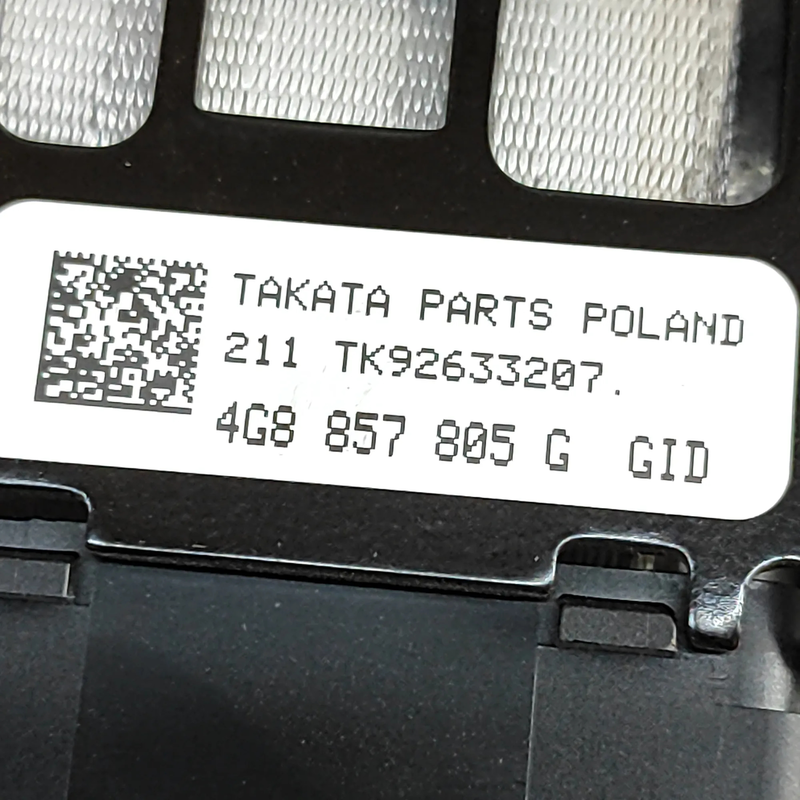 TAKATA PARTS POLAND
211 TK92633207.
4G8 857 805 G GID